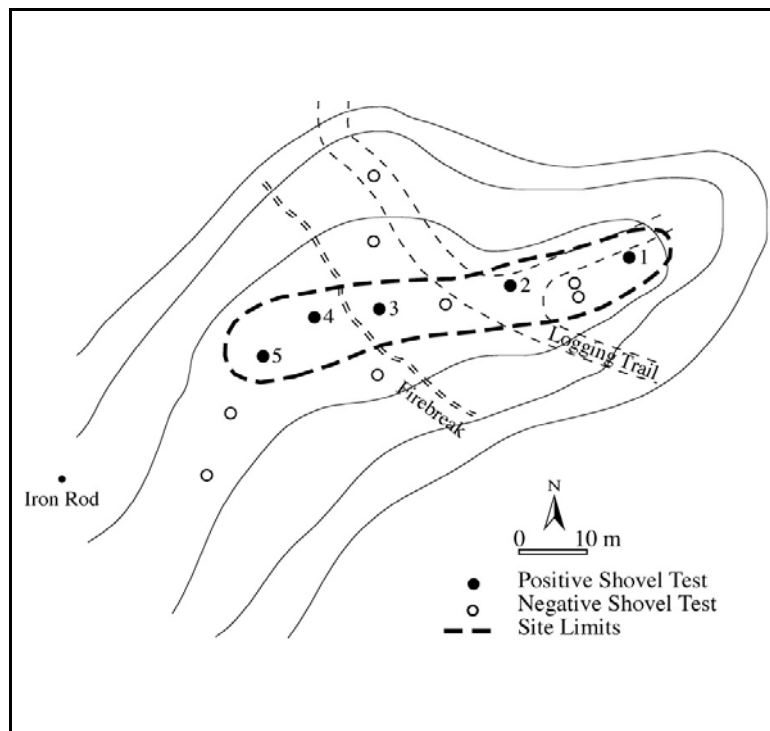 1
2
3
4
5
Logging Trail
Firebreak
Iron Rod
N
0 10 m
Positive Shovel Test
Negative Shovel Test
Site Limits